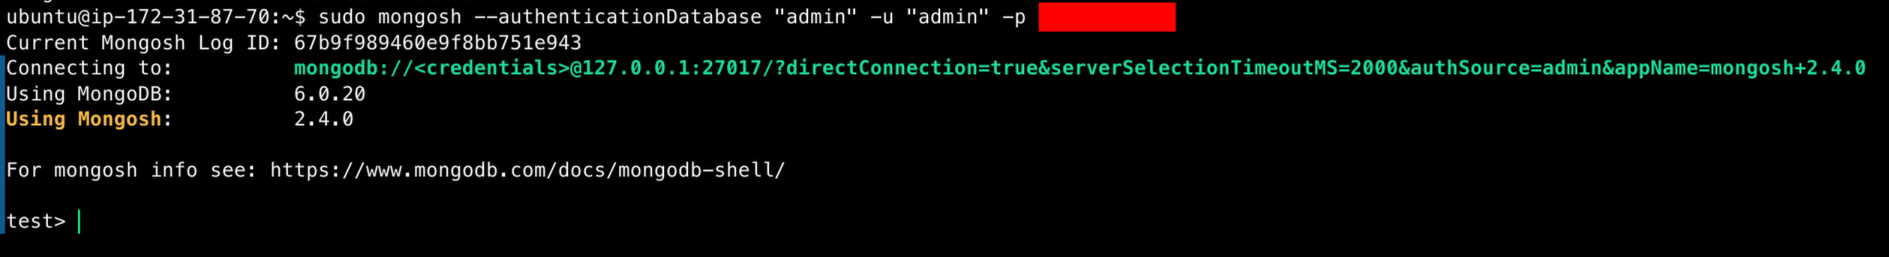 ubuntu@ip-172-31-87-70:~$ sudo mongosh --authenticationDatabase "admin" -u "admin" -p
Current Mongosh Log ID: 67b9f989460e9f8bb751e943
Connecting to:          mongodb://<credentials>@127.0.0.1:27017/?directConnection=true&serverSelectionTimeoutMS=2000&authSource=admin&appName=mongosh+2.4.0
Using MongoDB:          6.0.20
Using Mongosh:          2.4.0
For mongosh info see: https://www.mongodb.com/docs/mongodb-shell/
test>